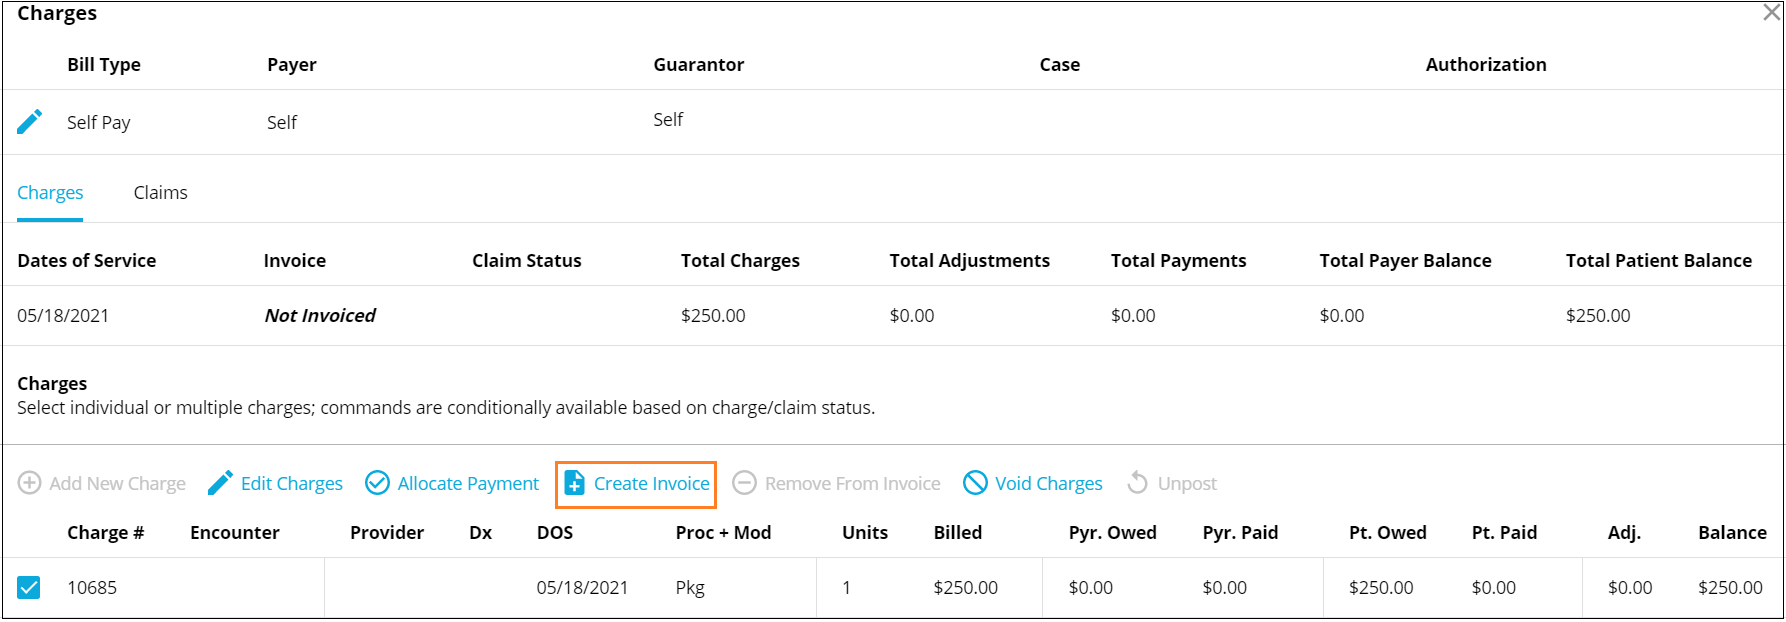 Charges
Bill Type Payer Guarantor Case Authorization
Self Pay Self Self
Charges Claims
Dates of Service Invoice Claim Status Total Charges Total Adjustments Total Payments Total Payer Balance Total Patient Balance
05/18/2021 Not Invoiced $250.00 $0.00 $0.00 $0.00 $250.00
Charges
Select individual or multiple charges; commands are conditionally available based on charge/claim status.
Add New Charge Edit Charges Allocate Payment Create Invoice Remove From Invoice Void Charges Unpost
Charge # Encounter Provider Dx DOS Proc + Mod Units Billed Pyr. Owed Pyr. Paid Pt. Owed Pt. Paid Adj. Balance
10685 05/18/2021 Pkg 1 $250.00 $0.00 $0.00 $250.00 $0.00 $0.00 $250.00